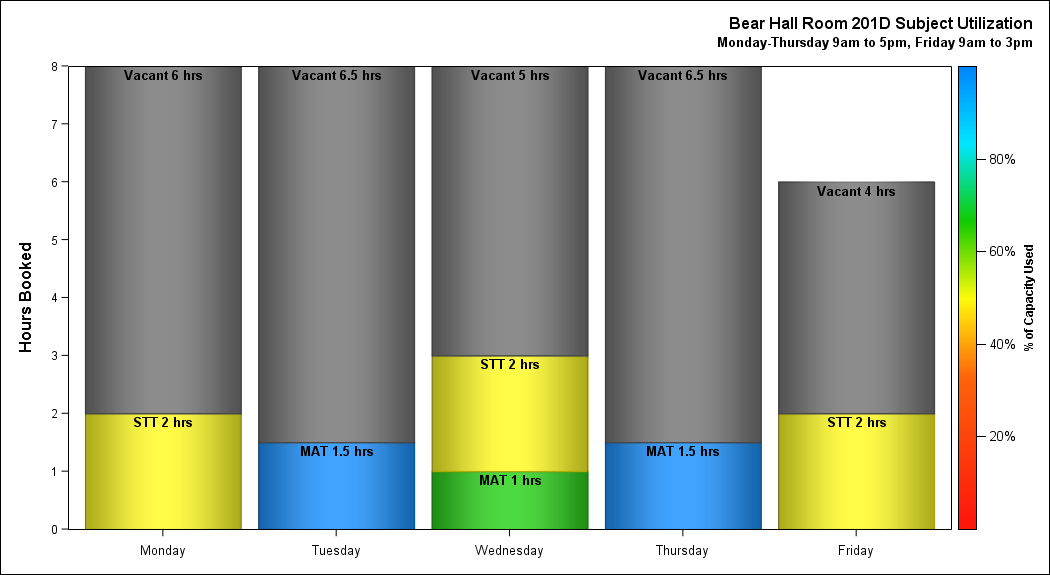 Bear Hall Room 201D Subject Utilization
Monday-Thursday 9am to 5pm, Friday 9am to 3pm
Hours Booked
8
7
6
5
4
3
2
1
0
Vacant 6 hrs
STT 2 hrs
Vacant 6.5 hrs
MAT 1.5 hrs
Vacant 5 hrs
STT 2 hrs
MAT 1 hrs
Vacant 6.5 hrs
MAT 1.5 hrs
Vacant 4 hrs
STT 2 hrs
Monday
Tuesday
Wednesday
Thursday
Friday
80%
60%
40%
20%
% of Capacity Used